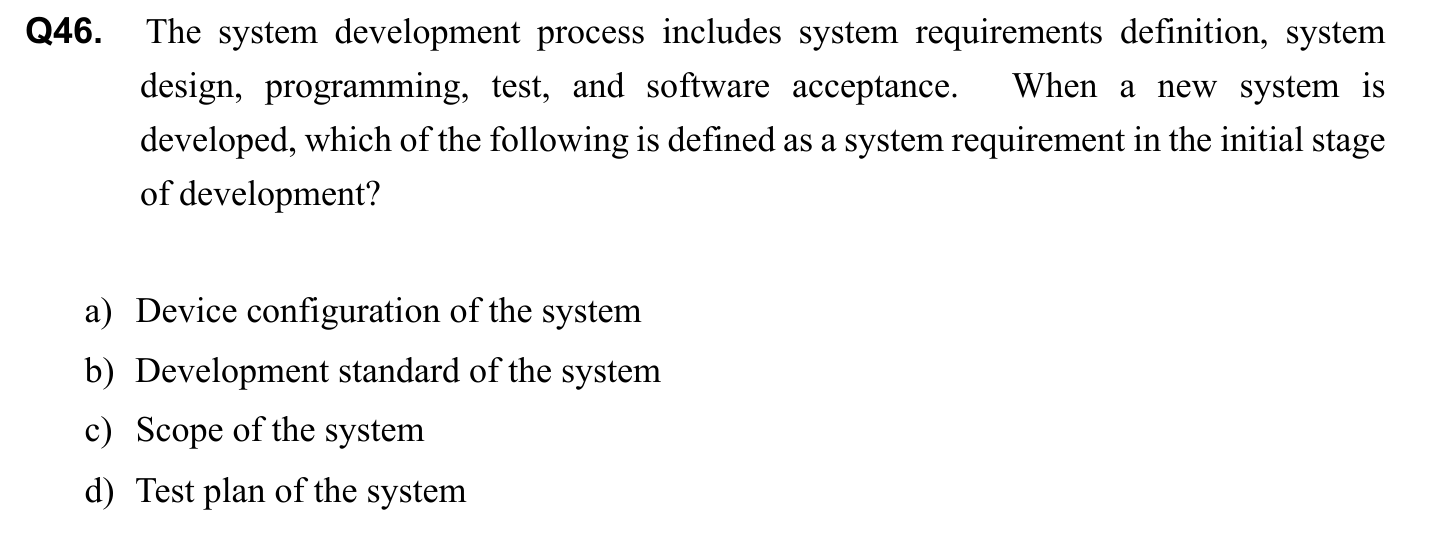 Q46. The system development process includes system requirements definition, system
design, programming, test, and software acceptance. When a new system is
developed, which of the following is defined as a system requirement in the initial stage
of development?
a) Device configuration of the system
b) Development standard of the system
c) Scope of the system
d) Test plan of the system